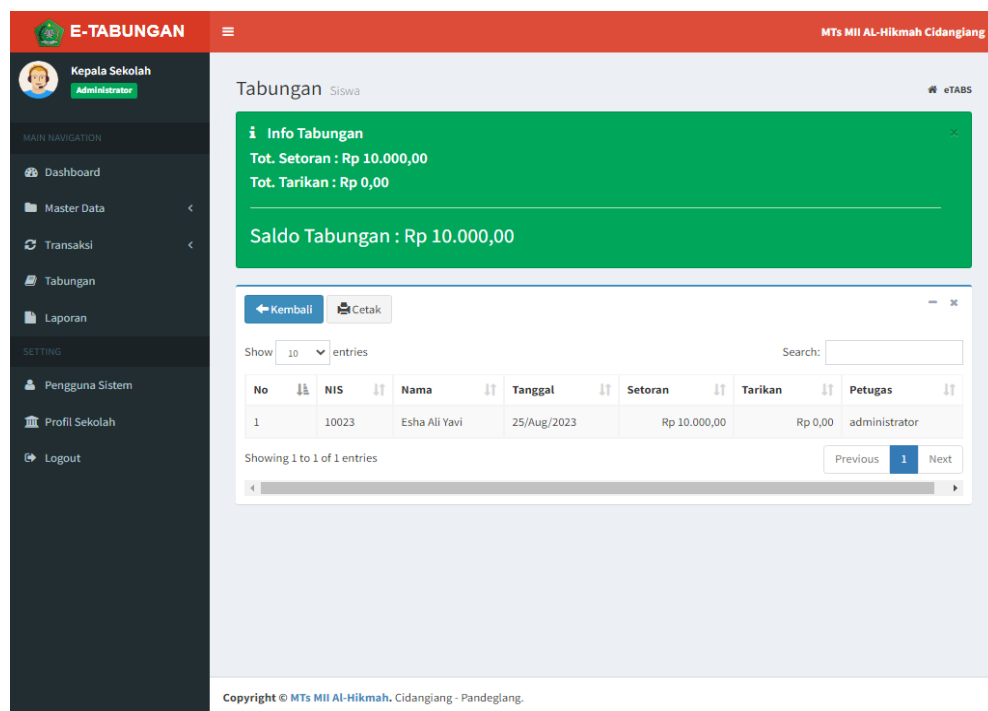 E-TABUNGAN
MTs MII AL-Hikmah Cidangiang
Kepala Sekolah
Administrator
MAIN NAVIGATION
Dashboard
Master Data
Transaksi
Tabungan
Laporan
SETTING
Pengguna Sistem
Profil Sekolah
Logout
Tabungan Siswa
eTABS
Info Tabungan
Tot. Setoran : Rp 10.000,00
Tot. Tarikan : Rp 0,00
Saldo Tabungan : Rp 10.000,00
Kembali Cetak
Show 10 entries Search:
No NIS Nama Tanggal Setoran Tarikan Petugas
1 10023 Esha Ali Yavi 25/Aug/2023 Rp 10.000,00 Rp 0,00 administrator
Showing 1 to 1 of 1 entries Previous 1 Next
Copyright © MTs MII Al-Hikmah. Cidangiang - Pandeglang.